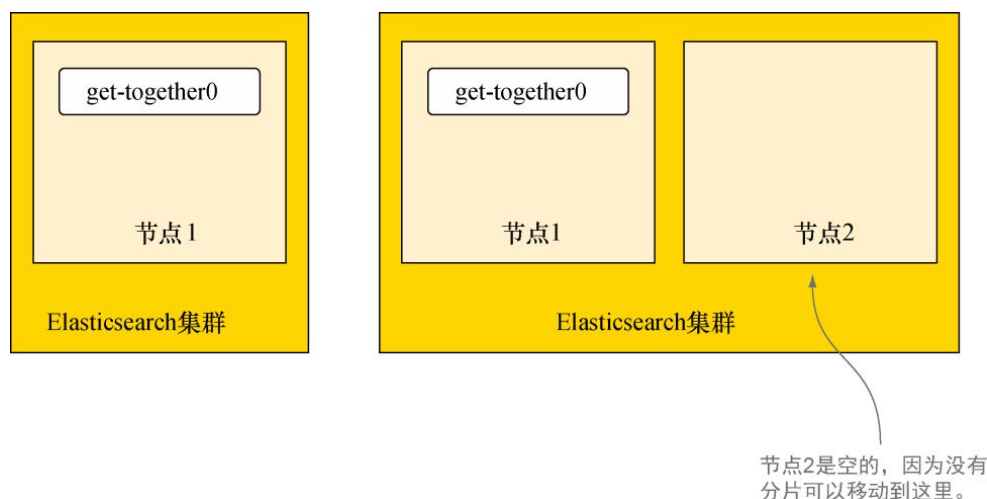 get-together0
节点1
Elasticsearch集群
get-together0
节点1
节点2
Elasticsearch集群
节点2是空的，因为没有
分片可以移动到这里。